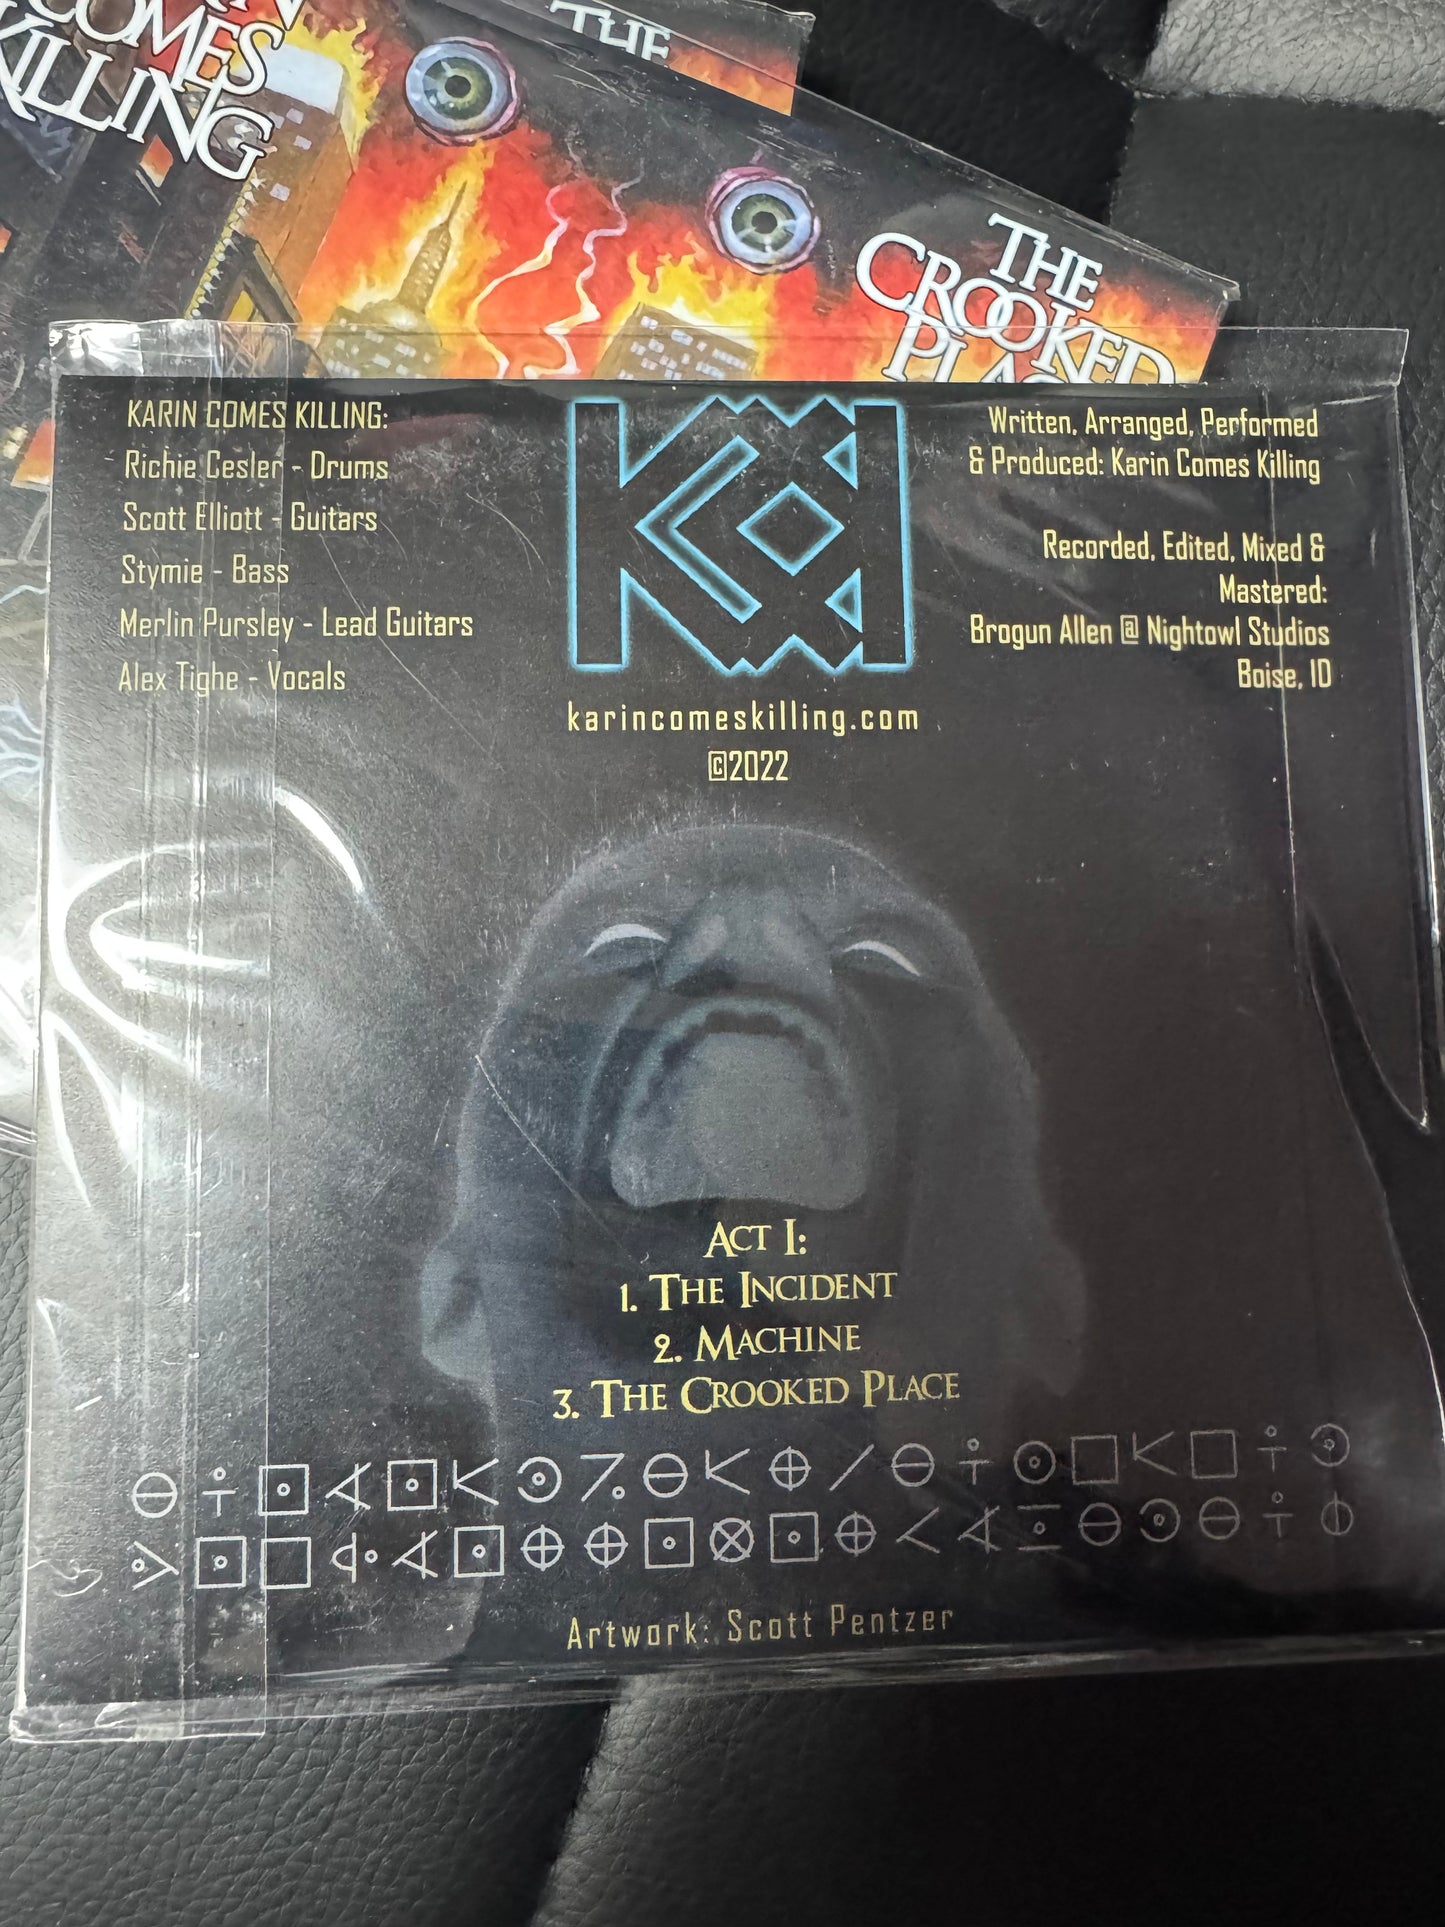 COMES
KILLING
THE
THE
CROOKED
KARIN COMES KILLING:
Richie Cesler - Drums
Scott Elliott - Guitars
Stymie - Bass
Merlin Pursley - Lead Guitars
Alex Tighe - Vocals
karincomeskilling.com
©2022
Written, Arranged, Performed
& Produced: Karin Comes Killing
Recorded, Edited, Mixed &
Mastered:
Brogun Allen @ Nightowl Studios
Boise, ID
Act I:
1. The Incident
2. Machine
3. The Crooked Place
Artwork: Scott Pentzer